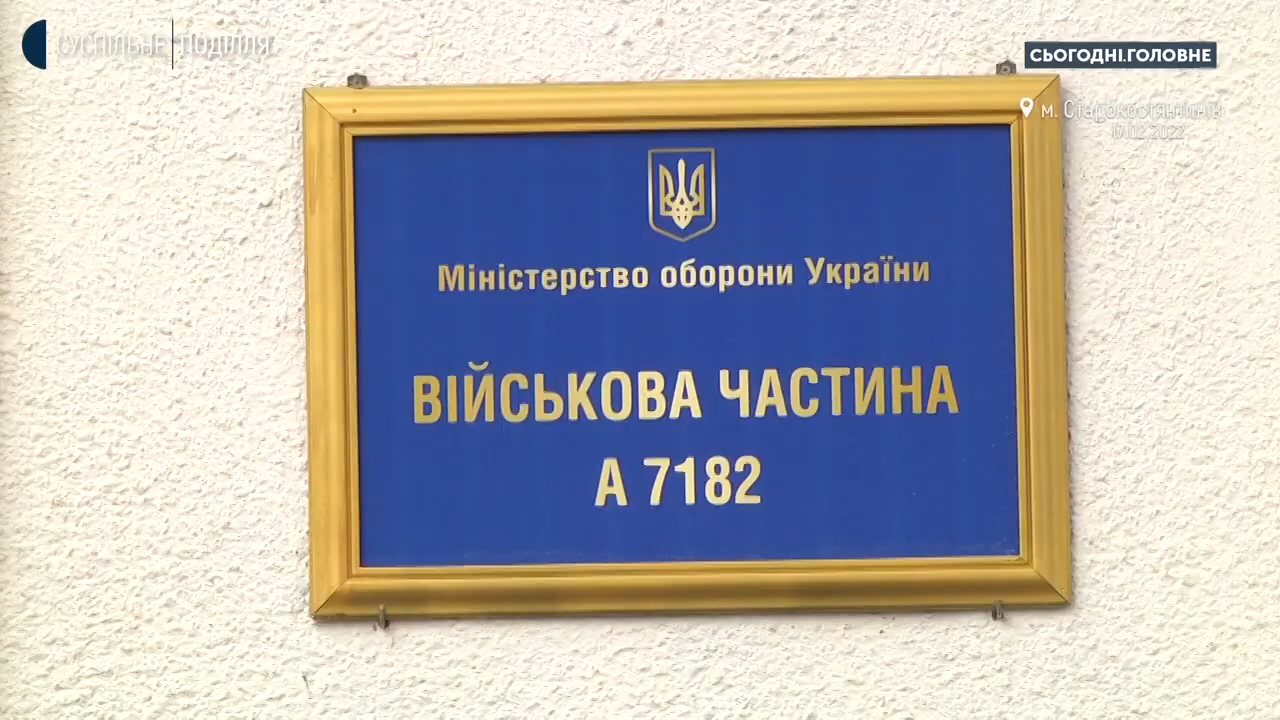 СУСПІЛЬНЕ ПОДІЛЛЯ
СЬОГОДНІ.ГОЛОВНЕ
м. Старокостянтинів
17.02.2022
Міністерство оборони України
ВІЙСЬКОВА ЧАСТИНА
А 7182